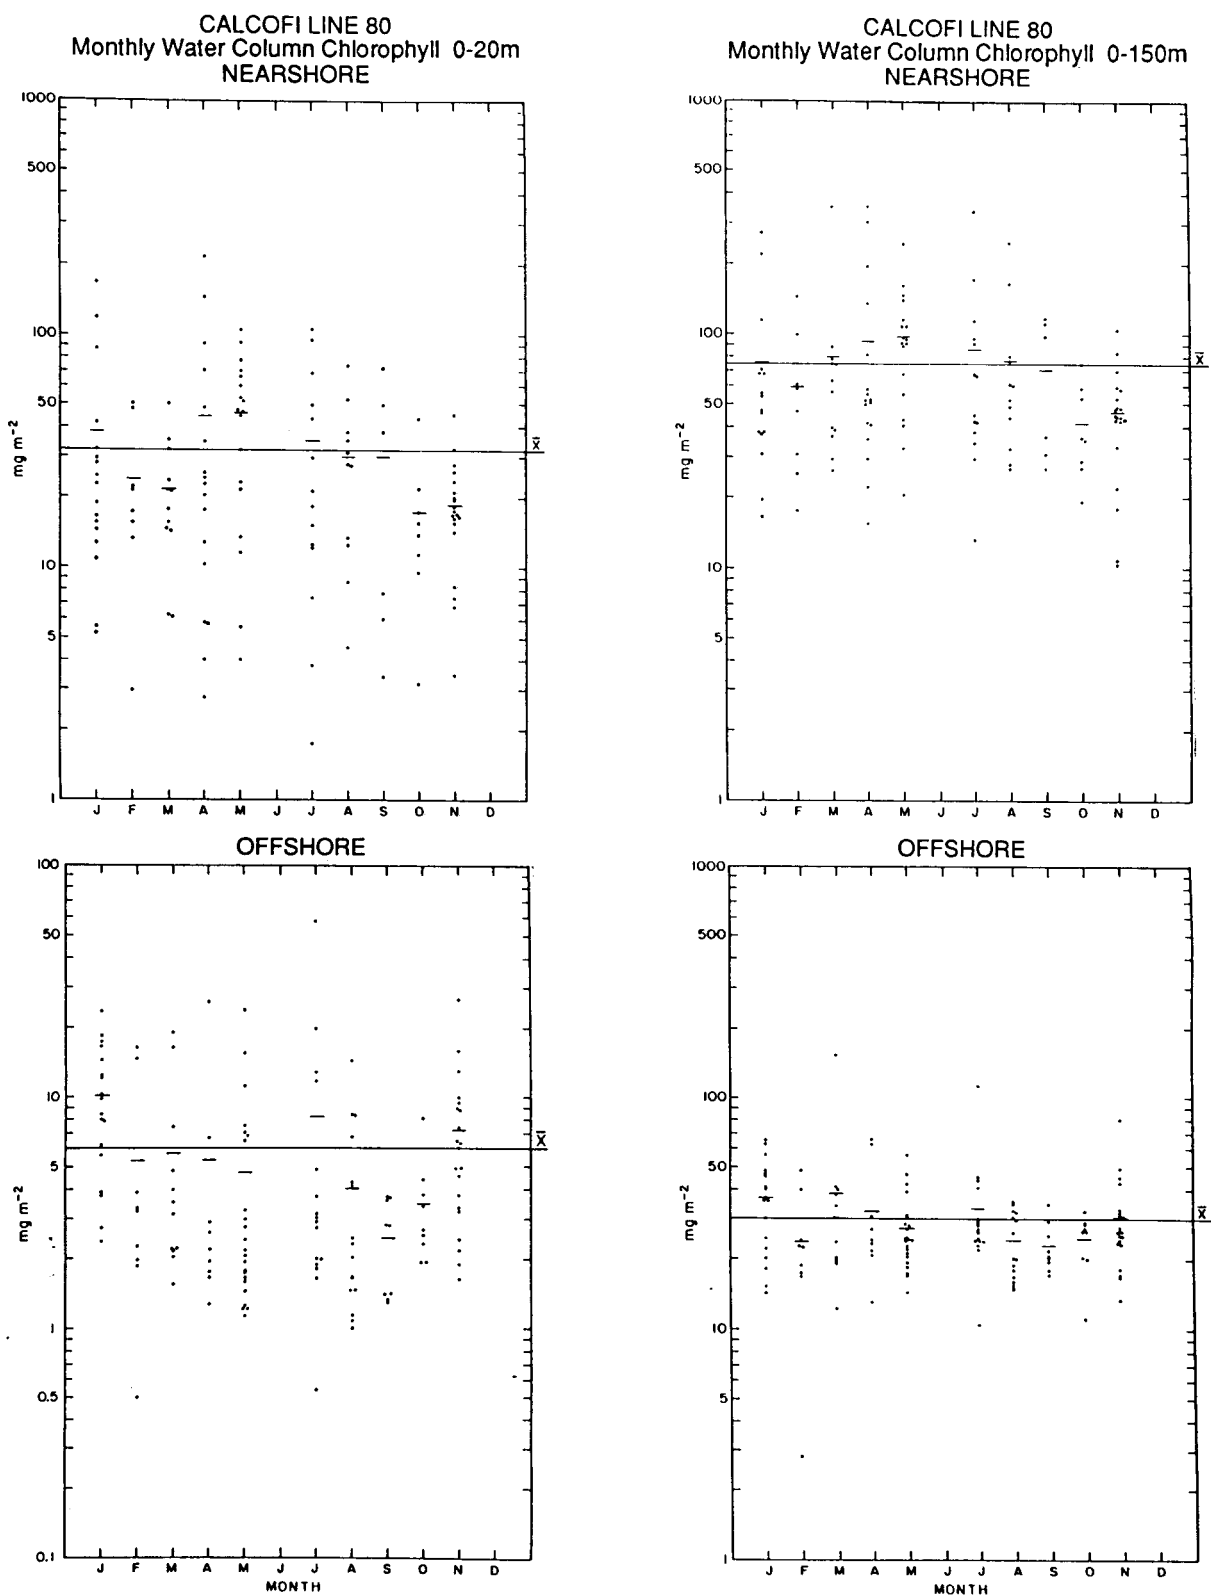 CALCOFI LINE 80
Monthly Water Column Chlorophyll 0-20m
NEARSHORE
1000
500
100
50
10
5
1
mg m⁻²
X̄
J F M A M J J A S O N D
OFFSHORE
100
50
10
5
1
0.5
0.1
mg m⁻²
X̄
J F M A M J J A S O N D
MONTH
CALCOFI LINE 80
Monthly Water Column Chlorophyll 0-150m
NEARSHORE
1000
500
100
50
10
5
1
mg m⁻²
X̄
J F M A M J J A S O N D
OFFSHORE
1000
500
100
50
10
5
1
mg m⁻²
X̄
J F M A M J J A S O N D
MONTH